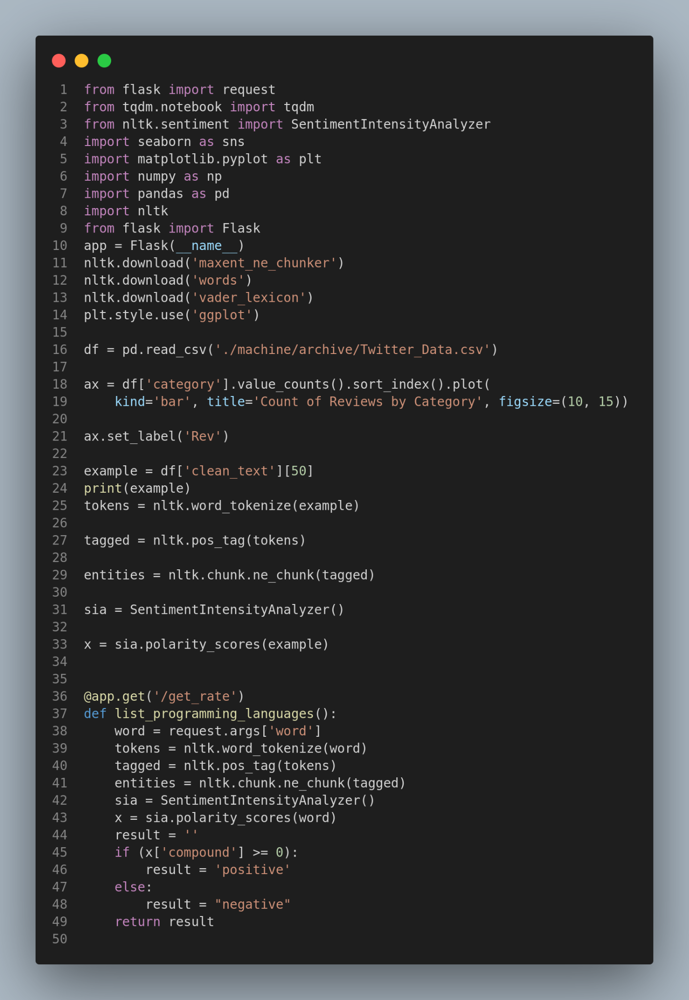 1 from flask import request
2 from tqdm.notebook import tqdm
3 from nltk.sentiment import SentimentIntensityAnalyzer
4 import seaborn as sns
5 import matplotlib.pyplot as plt
6 import numpy as np
7 import pandas as pd
8 import nltk
9 from flask import Flask
10 app = Flask(__name__)
11 nltk.download('maxent_ne_chunker')
12 nltk.download('words')
13 nltk.download('vader_lexicon')
14 plt.style.use('ggplot')
15
16 df = pd.read_csv('./machine/archive/Twitter_Data.csv')
17
18 ax = df['category'].value_counts().sort_index().plot(
19     kind='bar', title='Count of Reviews by Category', figsize=(10, 15))
20
21 ax.set_label('Rev')
22
23 example = df['clean_text'][50]
24 print(example)
25 tokens = nltk.word_tokenize(example)
26
27 tagged = nltk.pos_tag(tokens)
28
29 entities = nltk.chunk.ne_chunk(tagged)
30
31 sia = SentimentIntensityAnalyzer()
32
33 x = sia.polarity_scores(example)
34
35
36 @app.get('/get_rate')
37 def list_programming_languages():
38     word = request.args['word']
39     tokens = nltk.word_tokenize(word)
40     tagged = nltk.pos_tag(tokens)
41     entities = nltk.chunk.ne_chunk(tagged)
42     sia = SentimentIntensityAnalyzer()
43     x = sia.polarity_scores(word)
44     result = ''
45     if (x['compound'] >= 0):
46         result = 'positive'
47     else:
48         result = "negative"
49     return result
50